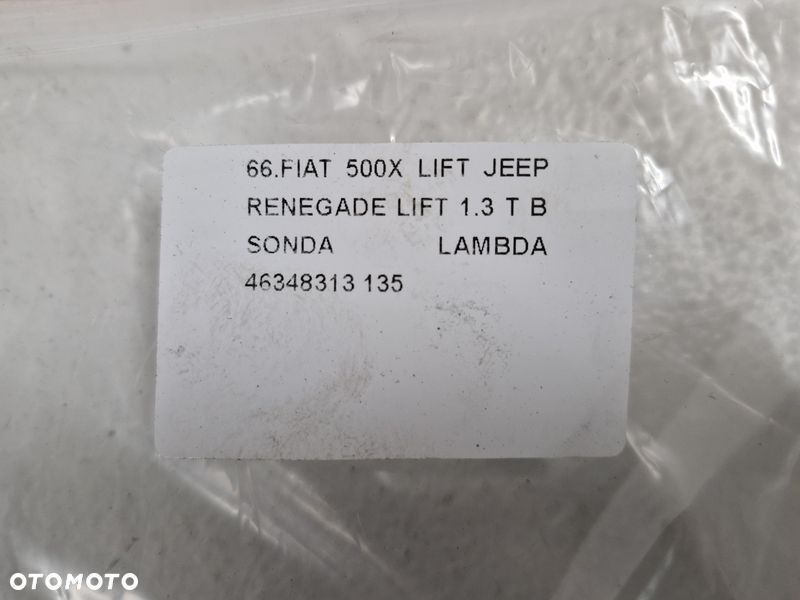 66.FIAT 500X LIFT JEEP
RENEGADE LIFT 1.3 T B
SONDA LAMBDA
46348313 135
OTOMOTO